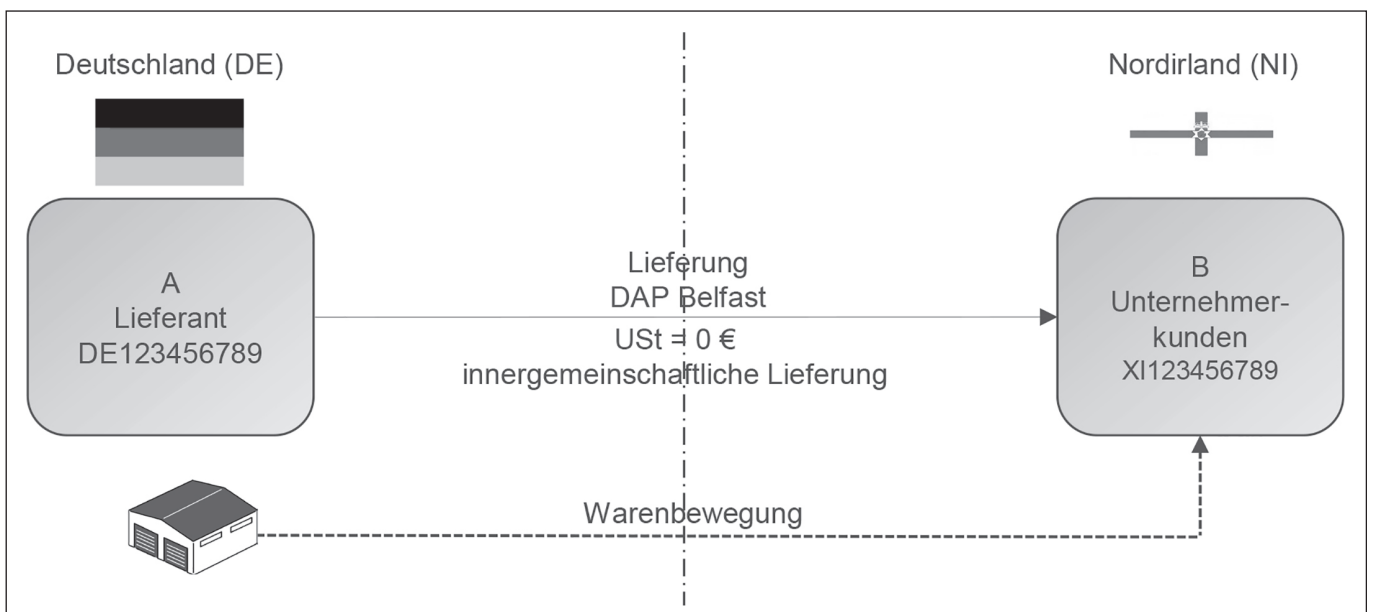 Deutschland (DE)
Nordirland (NI)
A
Lieferant
DE123456789
Lieferung
DAP Belfast
USt = 0 €
innergemeinschaftliche Lieferung
B
Unternehmer-
kunden
XI123456789
Warenbewegung